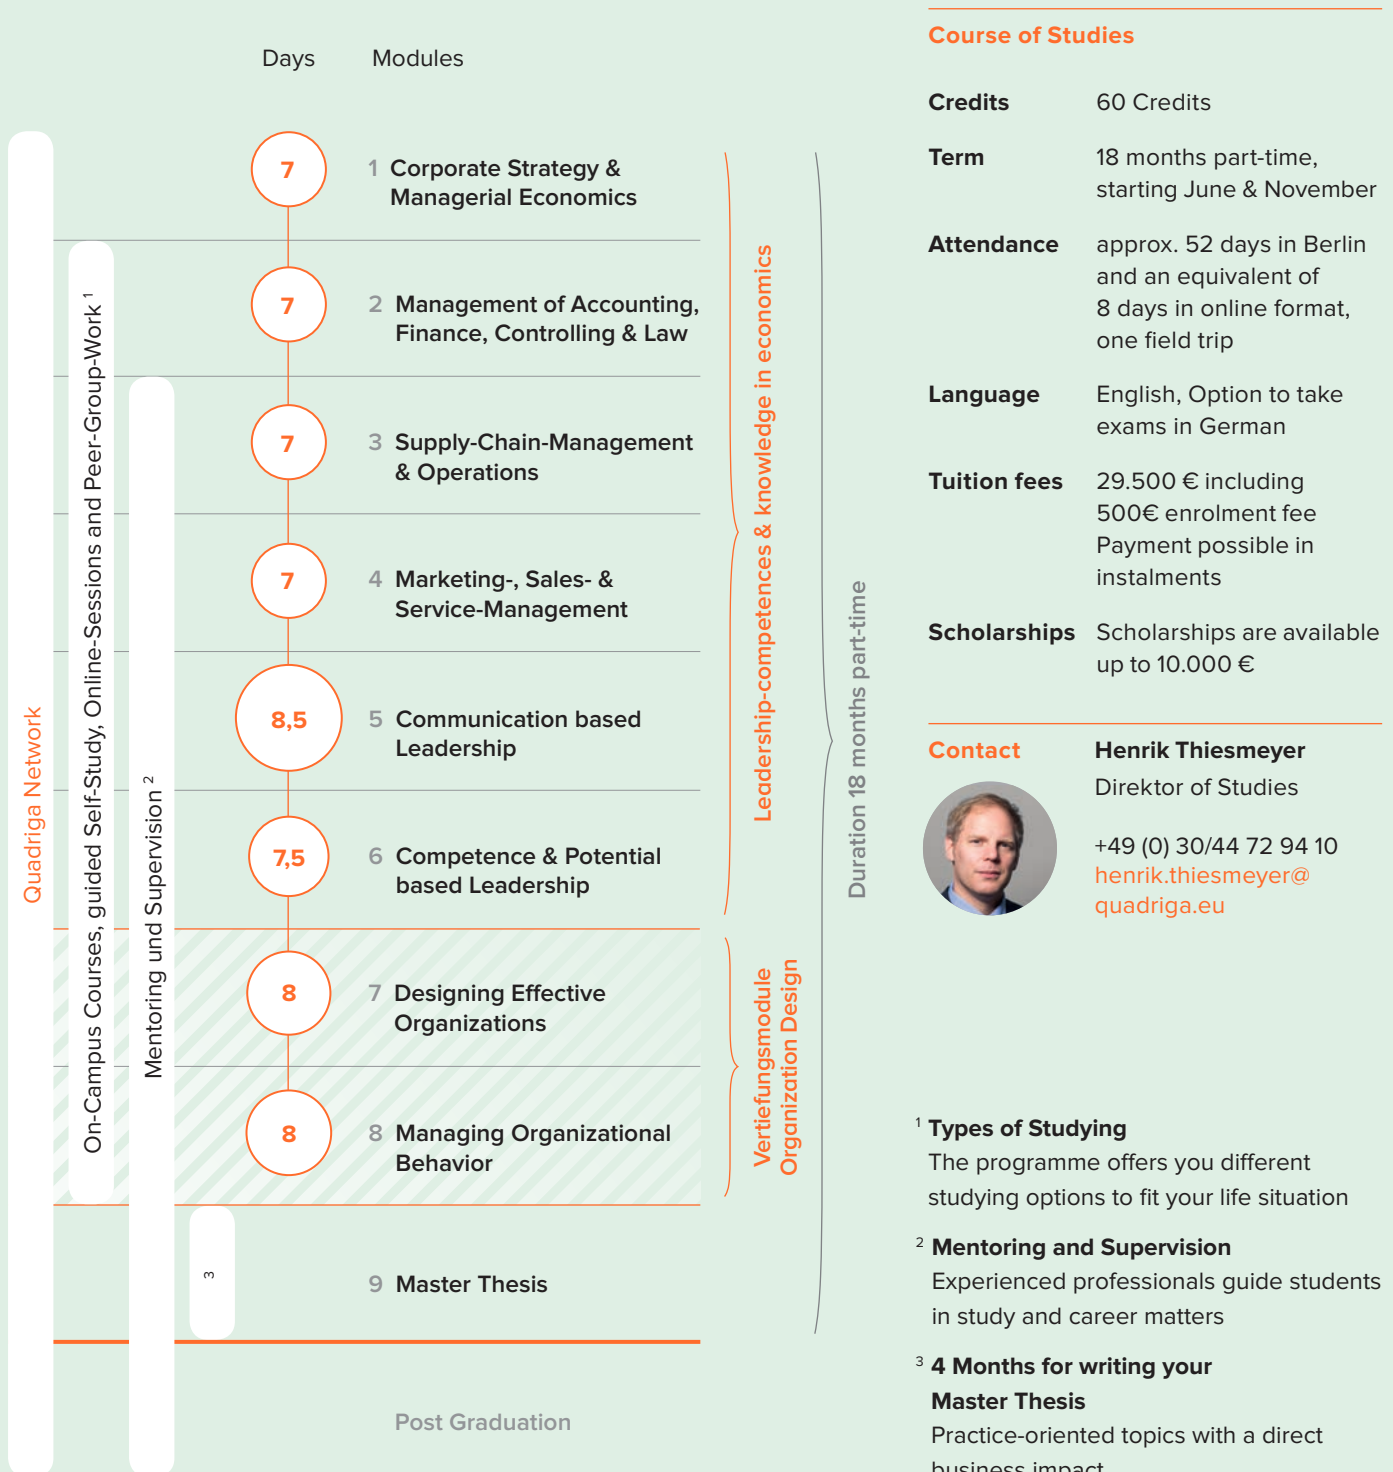 Days Modules
7
1 Corporate Strategy &
Managerial Economics
7
2 Management of Accounting,
Finance, Controlling & Law
7
3 Supply-Chain-Management
& Operations
7
4 Marketing-, Sales- &
Service-Management
8,5
5 Communication based
Leadership
7,5
6 Competence & Potential
based Leadership
8
7 Designing Effective
Organizations
8
8 Managing Organizational
Behavior
3
9 Master Thesis
Post Graduation
Quadriga Network
On-Campus Courses, guided Self-Study, Online-Sessions and Peer-Group-Work 1
Mentoring und Supervision 2
Leadership-competences & knowledge in economics
Vertiefungsmodule
Organization Design
Duration 18 months part-time
Course of Studies
Credits 60 Credits
Term 18 months part-time,
starting June & November
Attendance approx. 52 days in Berlin
and an equivalent of
8 days in online format,
one field trip
Language English, Option to take
exams in German
Tuition fees 29.500 € including
500€ enrolment fee
Payment possible in
instalments
Scholarships Scholarships are available
up to 10.000 €
Contact Henrik Thiesmeyer
Direktor of Studies
+49 (0) 30/44 72 94 10
henrik.thiesmeyer@
quadriga.eu
1 Types of Studying
The programme offers you different
studying options to fit your life situation
2 Mentoring and Supervision
Experienced professionals guide students
in study and career matters
3 4 Months for writing your
Master Thesis
Practice-oriented topics with a direct
business impact